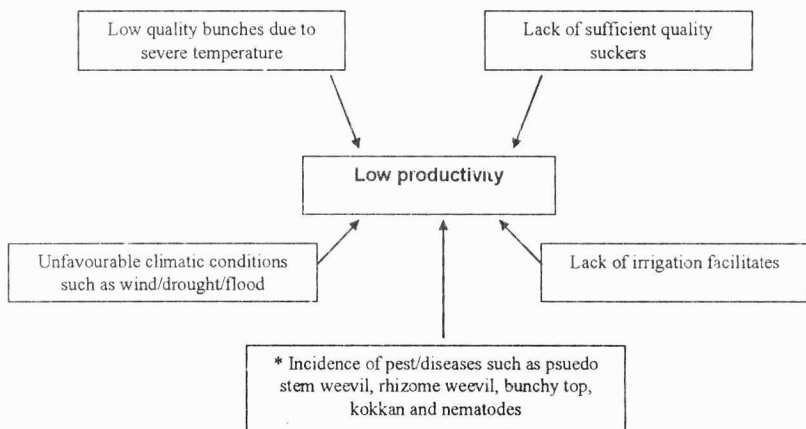 Low quality bunches due to
severe temperature
Lack of sufficient quality
suckers
Low productivity
Unfavourable climatic conditions
such as wind/drought/flood
Lack of irrigation facilitates
* Incidence of pest/diseases such as psuedo
stem weevil, rhizome weevil, bunchy top,
kokkan and nematodes